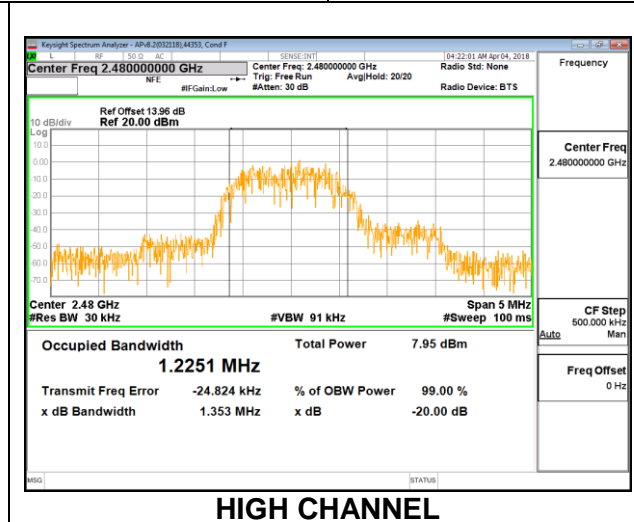 Keysight Spectrum Analyzer - APv8.2(032118),44353, Cond F
L RF 50 Ω AC SENSE:INT 04:22:01 AM Apr 04, 2018
Center Freq 2.480000000 GHz
Center Freq: 2.480000000 GHz
Radio Std: None
NFE
Trig: Free Run Avg|Hold: 20/20
#IFGain:Low
#Atten: 30 dB
Radio Device: BTS
Frequency
Ref Offset 13.96 dB
10 dB/div Ref 20.00 dBm
Log
10.0
0.00
-10.0
-20.0
-30.0
-40.0
-50.0
-60.0
-70.0
Center Freq
2.480000000 GHz
Center 2.48 GHz Span 5 MHz
#Res BW 30 kHz #VBW 91 kHz #Sweep 100 ms
CF Step
500.000 kHz
Auto Man
Occupied Bandwidth Total Power 7.95 dBm
1.2251 MHz
Freq Offset
0 Hz
Transmit Freq Error -24.824 kHz % of OBW Power 99.00 %
x dB Bandwidth 1.353 MHz x dB -20.00 dB
MSG STATUS
HIGH CHANNEL